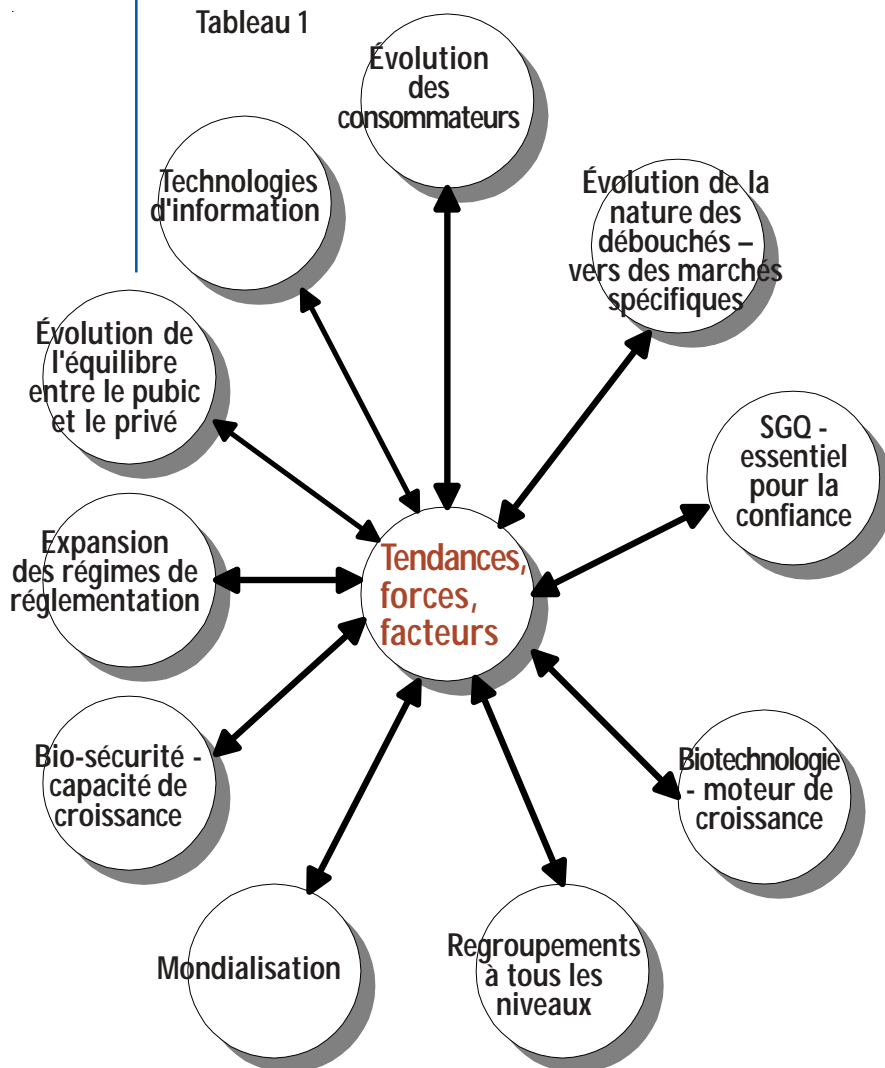 Tableau 1
Évolution
des
consommateurs
Technologies
d'information
Évolution de la
nature des
débouchés –
vers des marchés
spécifiques
Évolution de
l'équilibre
entre le pubic
et le privé
SGQ -
essentiel
pour la
confiance
Expansion
des régimes de
réglementation
Tendances,
forces,
facteurs
Bio-sécurité -
capacité de
croissance
Biotechnologie
- moteur de
croissance
Mondialisation
Regroupements
à tous les
niveaux